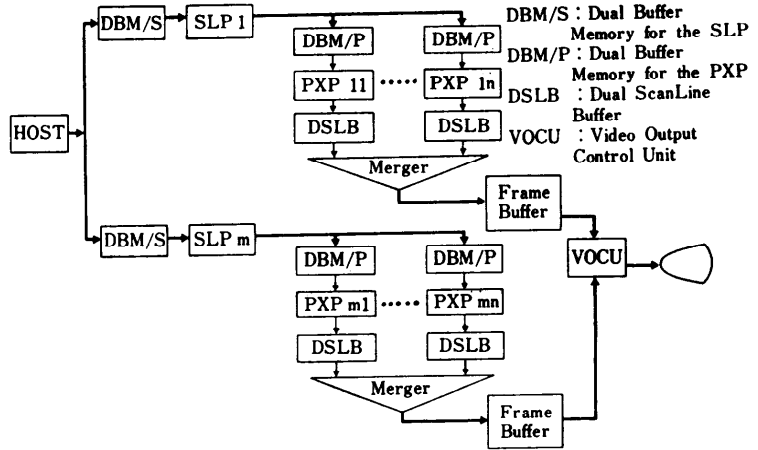 HOST
DBM/S
SLP 1
DBM/P
DBM/P
PXP 11
.....
PXP 1n
DSLB
DSLB
Merger
Frame
Buffer
DBM/S : Dual Buffer
Memory for the SLP
DBM/P : Dual Buffer
Memory for the PXP
DSLB : Dual ScanLine
Buffer
VOCU : Video Output
Control Unit
DBM/S
SLP m
DBM/P
DBM/P
PXP m1
.....
PXP mn
DSLB
DSLB
Merger
Frame
Buffer
VOCU